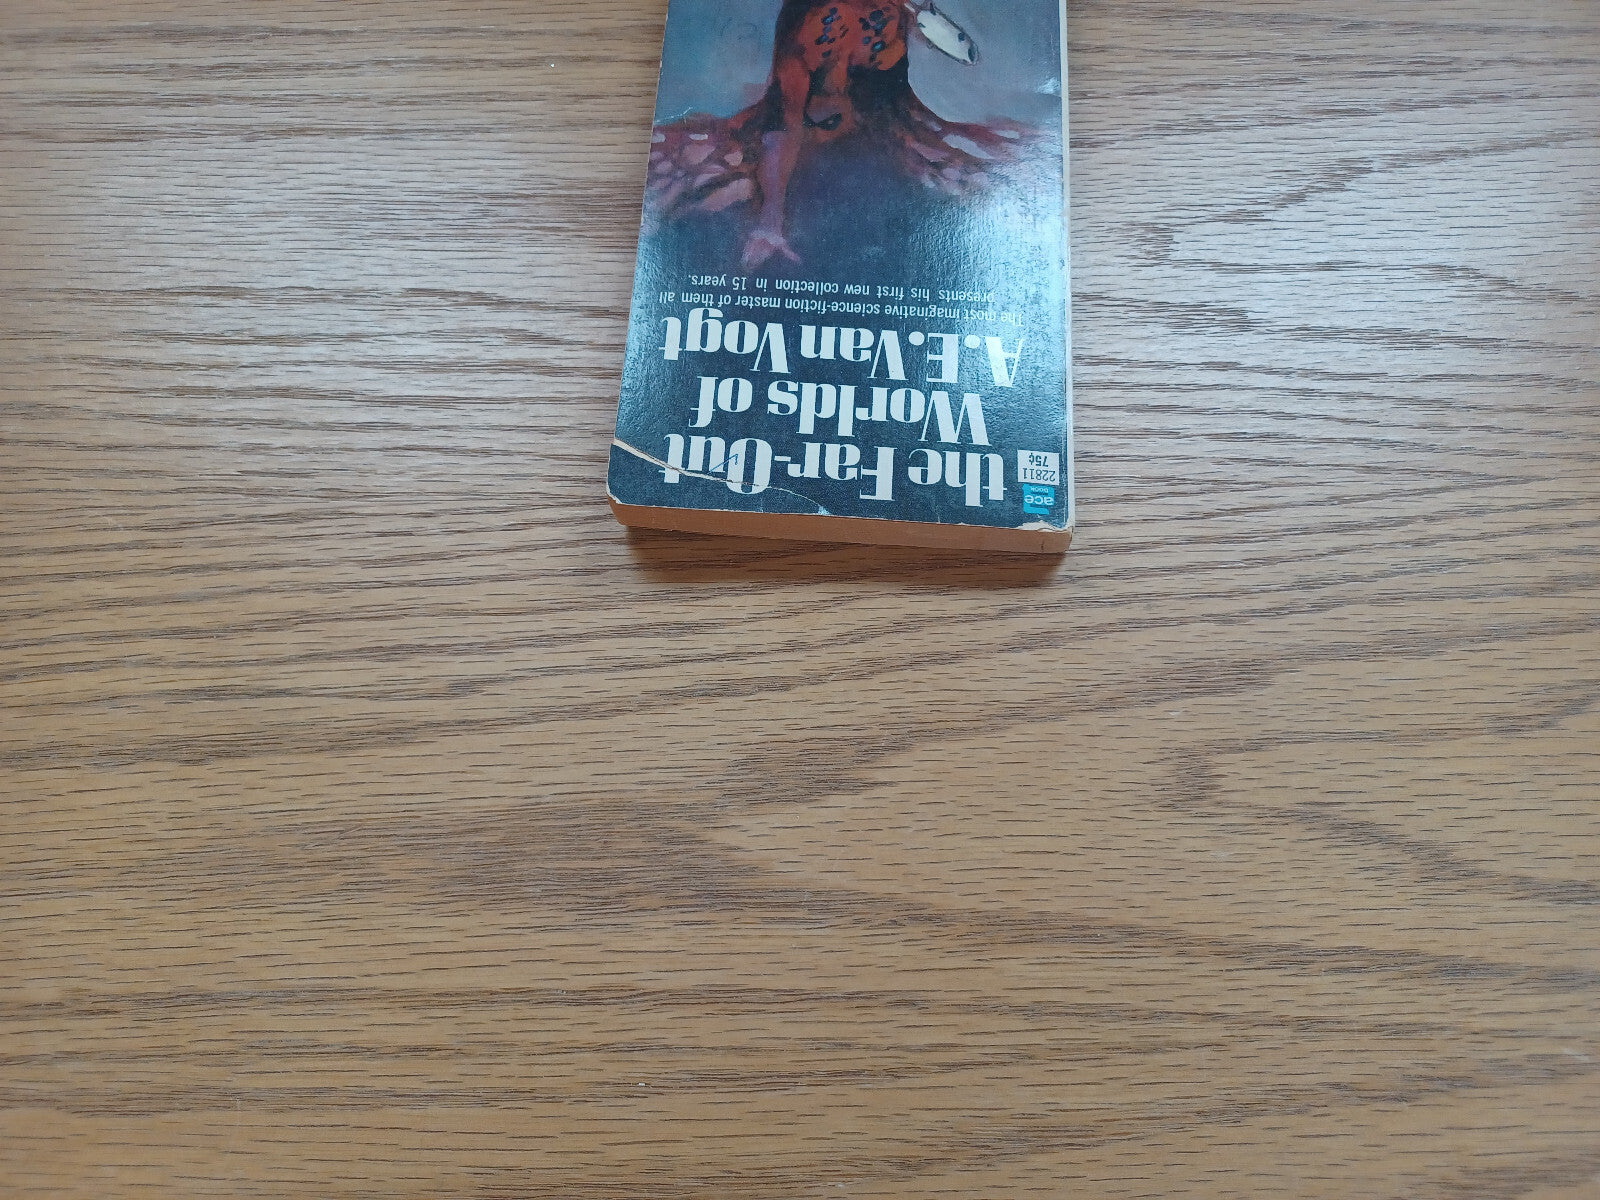 ace
BOOK
22811
75¢
the Far-Out
Worlds of
A.E. Van Vogt
The most imaginative science-fiction master of them all
presents his first new collection in 15 years.